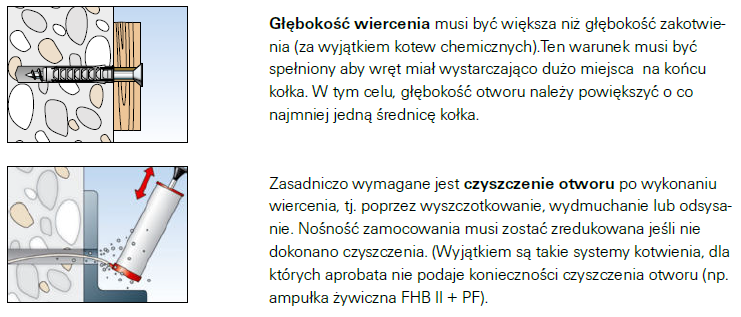 Głębokość wiercenia musi być większa niż głębokość zakotwie-
nia (za wyjątkiem kotew chemicznych).Ten warunek musi być
spełniony aby wręt miał wystarczająco dużo miejsca na końcu
kołka. W tym celu, głębokość otworu należy powiększyć o co
najmniej jedną średnicę kołka.
Zasadniczo wymagane jest czyszczenie otworu po wykonaniu
wiercenia, tj. poprzez wyszczotkowanie, wydmuchanie lub odsysa-
nie. Nośność zamocowania musi zostać zredukowana jeśli nie
dokonano czyszczenia. (Wyjątkiem są takie systemy kotwienia, dla
których aprobata nie podaje konieczności czyszczenia otworu (np.
ampułka żywiczna FHB II + PF).